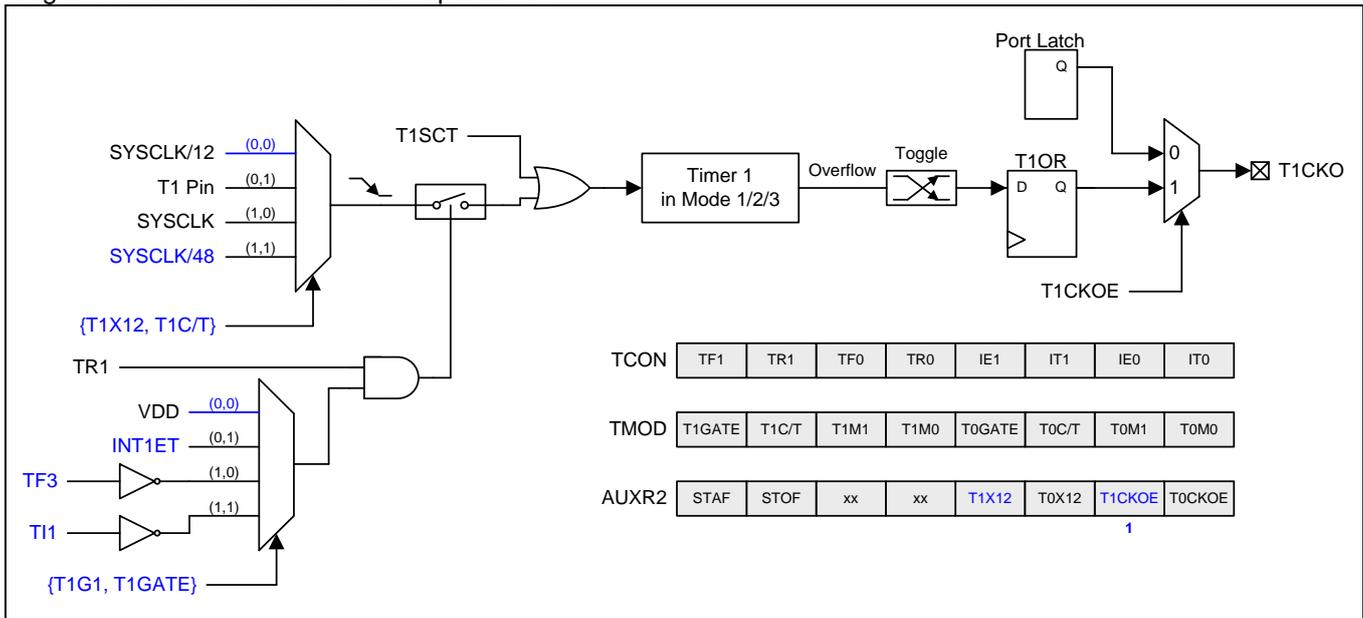 Port Latch
Q
T1SCT
SYSCLK/12 (0,0)
T1 Pin (0,1)
SYSCLK (1,0)
SYSCLK/48 (1,1)
Timer 1
in Mode 1/2/3
Overflow
Toggle
T1OR
D Q
0
1
T1CKO
T1CKOE
{T1X12, T1C/T}
TR1
VDD (0,0)
INT1ET (0,1)
TF3 (1,0)
TI1 (1,1)
{T1G1, T1GATE}
TCON TF1 TR1 TF0 TR0 IE1 IT1 IE0 IT0
TMOD T1GATE T1C/T T1M1 T1M0 T0GATE T0C/T T0M1 T0M0
AUXR2 STAF STOF xx xx T1X12 T0X12 T1CKOE T0CKOE
1